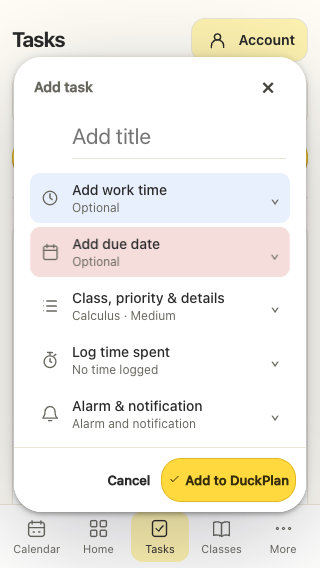 Tasks
Account
Add task
Add title
Add work time
Optional
Add due date
Optional
Class, priority & details
Calculus · Medium
Log time spent
No time logged
Alarm & notification
Alarm and notification
Cancel
Add to DuckPlan
Calendar
Home
Tasks
Classes
More